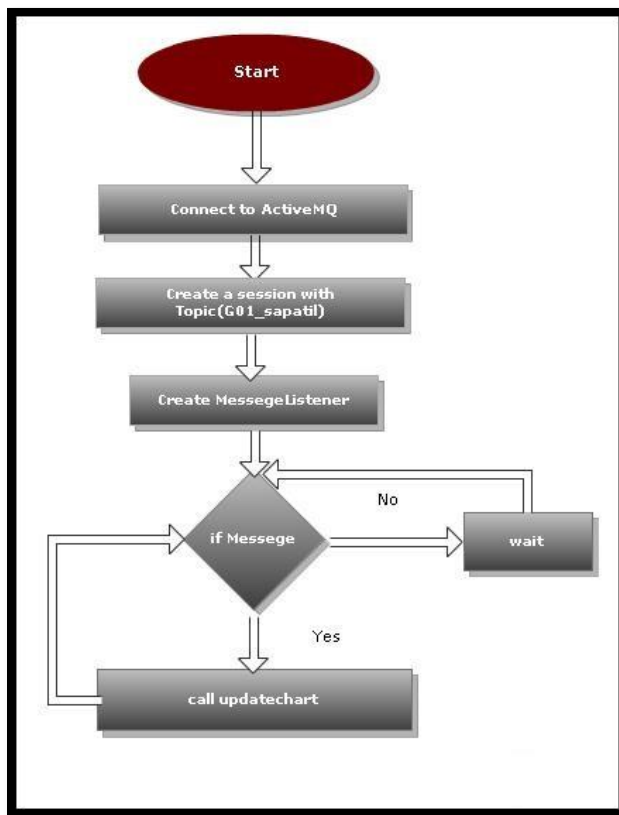 Start
Connect to ActiveMQ
Create a session with
Topic(G01_sapatil)
Create MessegeListener
No
if Messege
wait
Yes
call updatechart